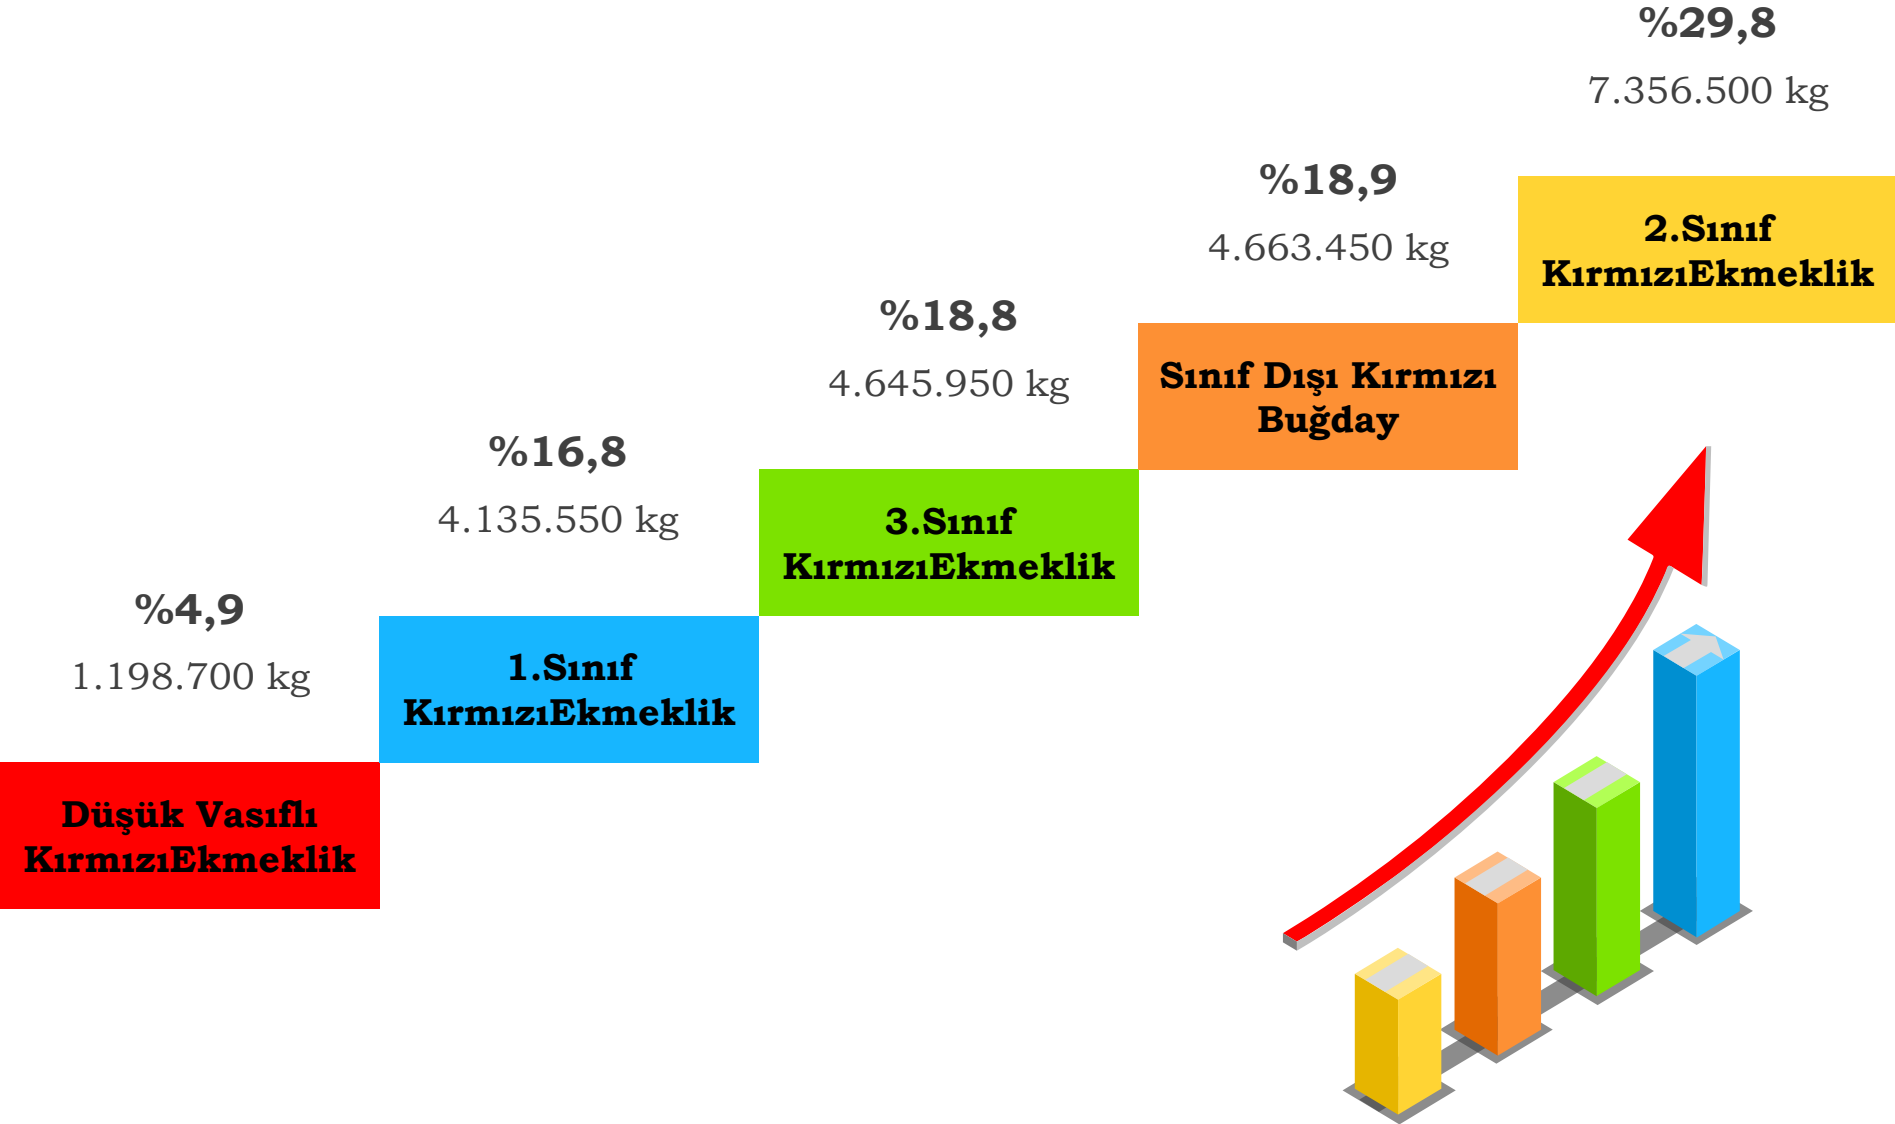 %29,8
7.356.500 kg
2.Sınıf
KırmızıEkmeklik
%18,9
4.663.450 kg
Sınıf Dışı Kırmızı
Buğday
%18,8
4.645.950 kg
3.Sınıf
KırmızıEkmeklik
%16,8
4.135.550 kg
1.Sınıf
KırmızıEkmeklik
%4,9
1.198.700 kg
Düşük Vasıflı
KırmızıEkmeklik